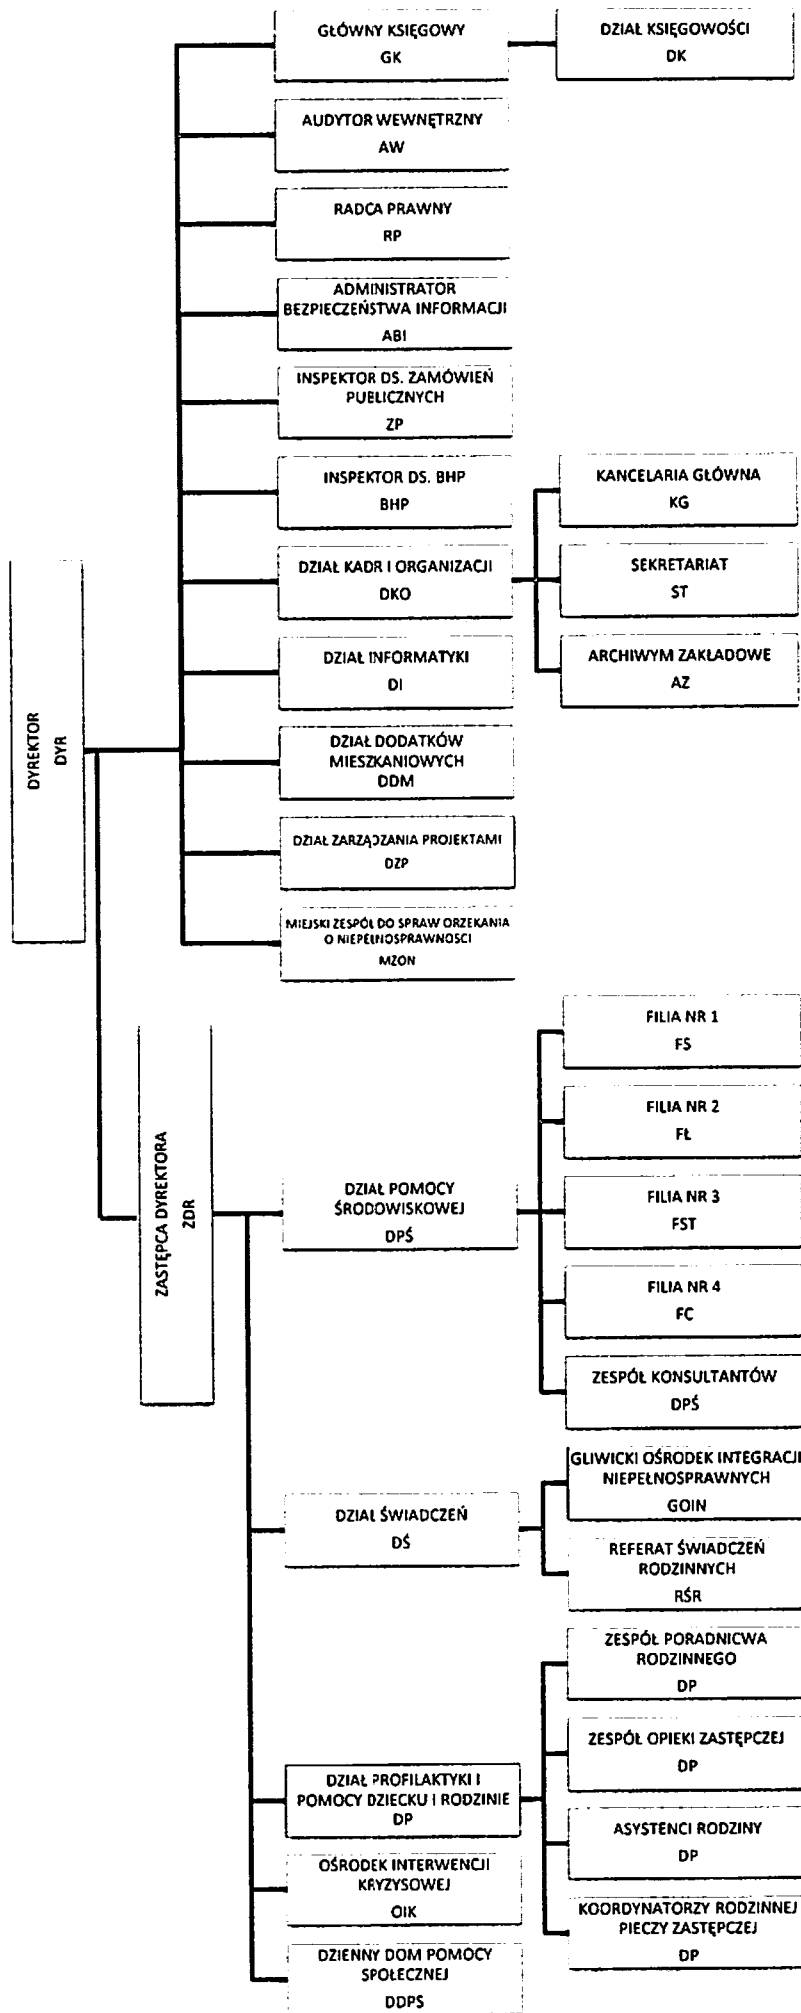 GŁÓWNY KSIĘGOWY
GK
DZIAŁ KSIĘGOWOŚCI
DK
AUDYTOR WEWNĘTRZNY
AW
RADCA PRAWNY
RP
ADMINISTRATOR
BEZPIECZEŃSTWA INFORMACJI
ABI
INSPEKTOR DS. ZAMÓWIEŃ
PUBLICZNYCH
ZP
INSPEKTOR DS. BHP
BHP
DZIAŁ KADR I ORGANIZACJI
DKO
KANCELARIA GŁÓWNA
KG
SEKRETARIAT
ST
ARCHIWYM ZAKŁADOWE
AZ
DZIAŁ INFORMATYKI
DI
DYREKTOR
DYR
DZIAŁ DODATKÓW
MIESZKANIOWYCH
DDM
DZIAŁ ZARZĄDZANIA PROJEKTAMI
DZP
MIEJSKI ZESPÓŁ DO SPRAW ORZEKANIA
O NIEPEŁNOSPRAWNOŚCI
MZON
ZASTĘPCA DYREKTORA
ZDR
DZIAŁ POMOCY
ŚRODOWISKOWEJ
DPŚ
FILIA NR 1
FS
FILIA NR 2
FŁ
FILIA NR 3
FST
FILIA NR 4
FC
ZESPÓŁ KONSULTANTÓW
DPŚ
DZIAŁ ŚWIADCZEŃ
DŚ
GLIWICKI OŚRODEK INTEGRACJI
NIEPEŁNOSPRAWNYCH
GOIN
REFERAT ŚWIADCZEŃ
RODZINNYCH
RŚR
DZIAŁ PROFILAKTYKI I
POMOCY DZIECKU I RODZINIE
DP
ZESPÓŁ PORADNICWA
RODZINNEGO
DP
ZESPÓŁ OPIEKI ZASTĘPCZEJ
DP
ASYSTENCI RODZINY
DP
KOORDYNATORZY RODZINNEJ
PIECZY ZASTĘPCZEJ
DP
OŚRODEK INTERWENCJI
KRYZYSOWEJ
OIK
DZIENNY DOM POMOCY
SPOŁECZNEJ
DDPS